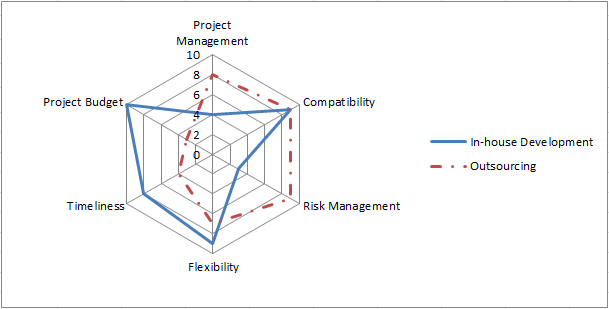 Project
Management
10
8
6
4
2
0
Project Budget
Compatibility
Timeliness
Risk Management
Flexibility
In-house Development
Outsourcing